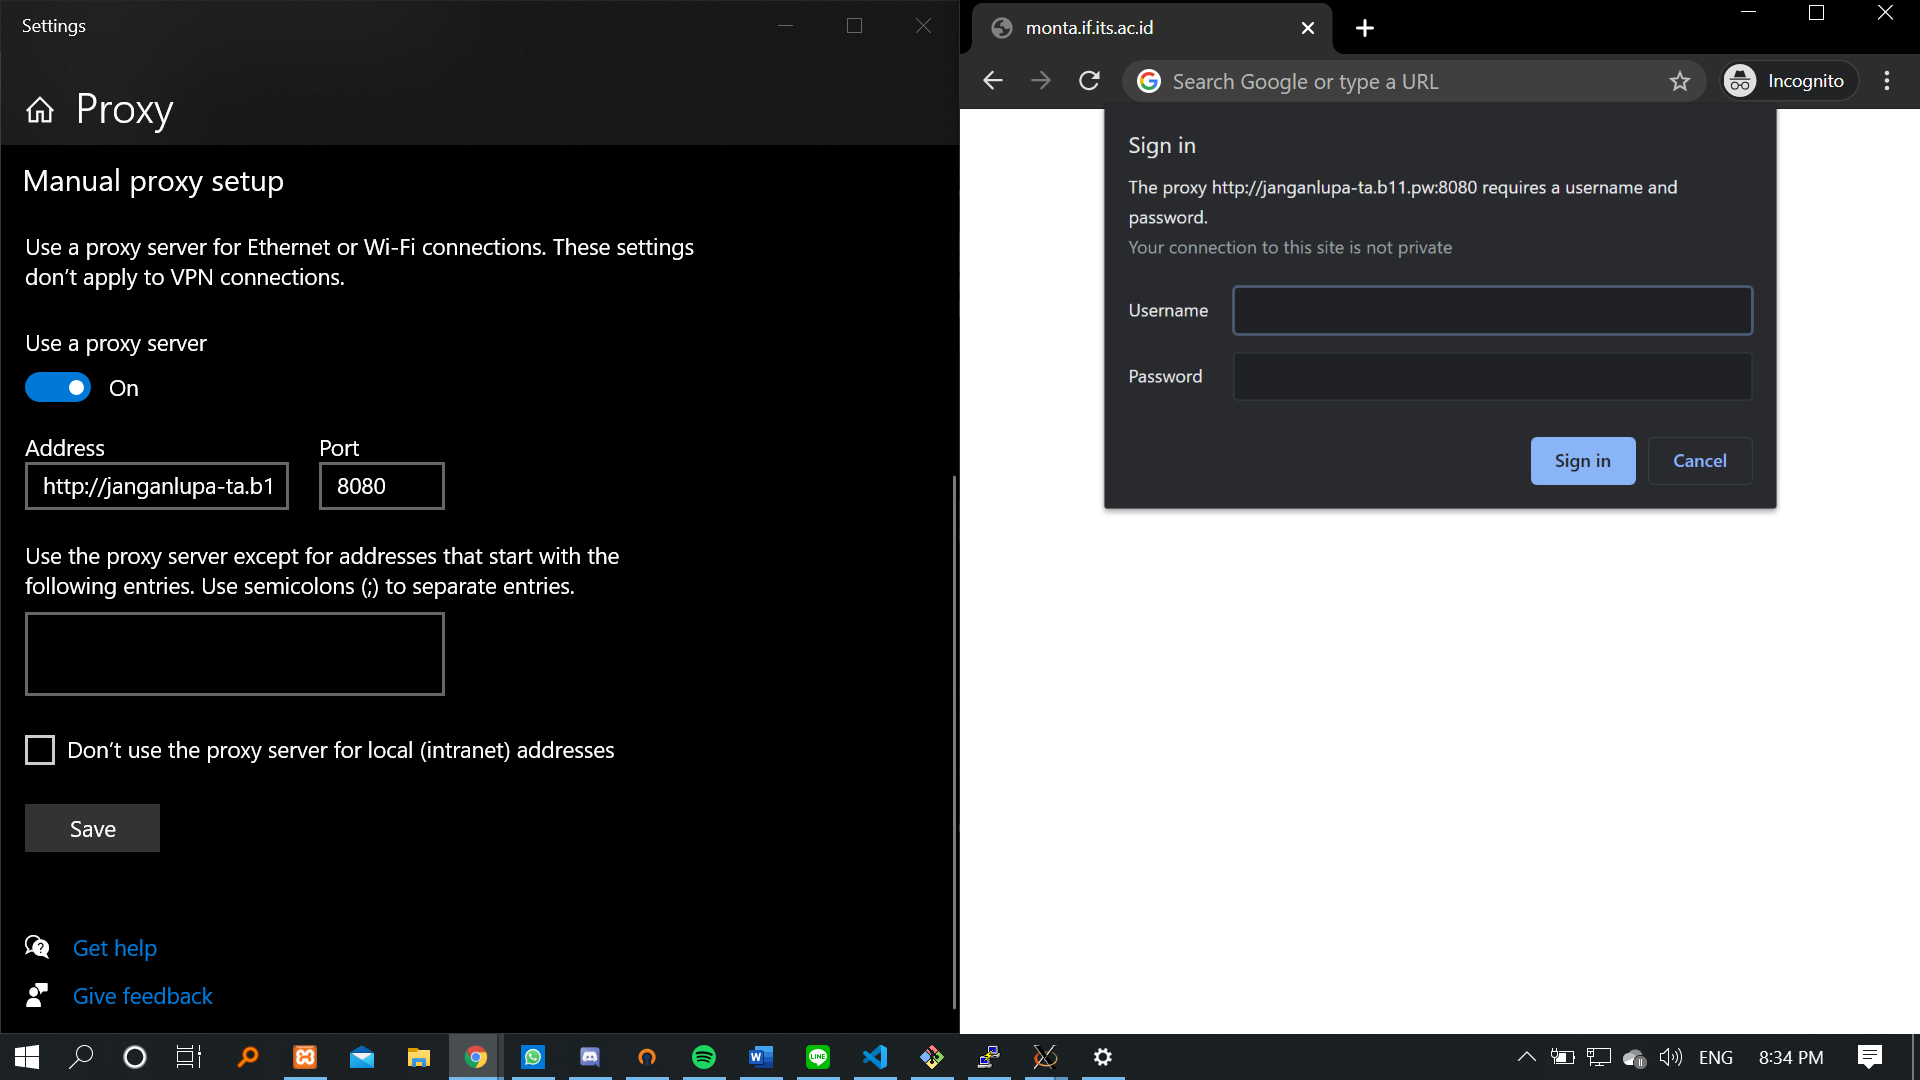 Settings
Proxy
Manual proxy setup
Use a proxy server for Ethernet or Wi-Fi connections. These settings
don't apply to VPN connections.
Use a proxy server
On
Address
Port
http://janganlupa-ta.b1
8080
Use the proxy server except for addresses that start with the
following entries. Use semicolons (;) to separate entries.
Don't use the proxy server for local (intranet) addresses
Save
Get help
Give feedback
monta.if.its.ac.id
Search Google or type a URL
Incognito
Sign in
The proxy http://janganlupa-ta.b11.pw:8080 requires a username and
password.
Your connection to this site is not private
Username
Password
Sign in
Cancel
LINE
ENG
8:34 PM